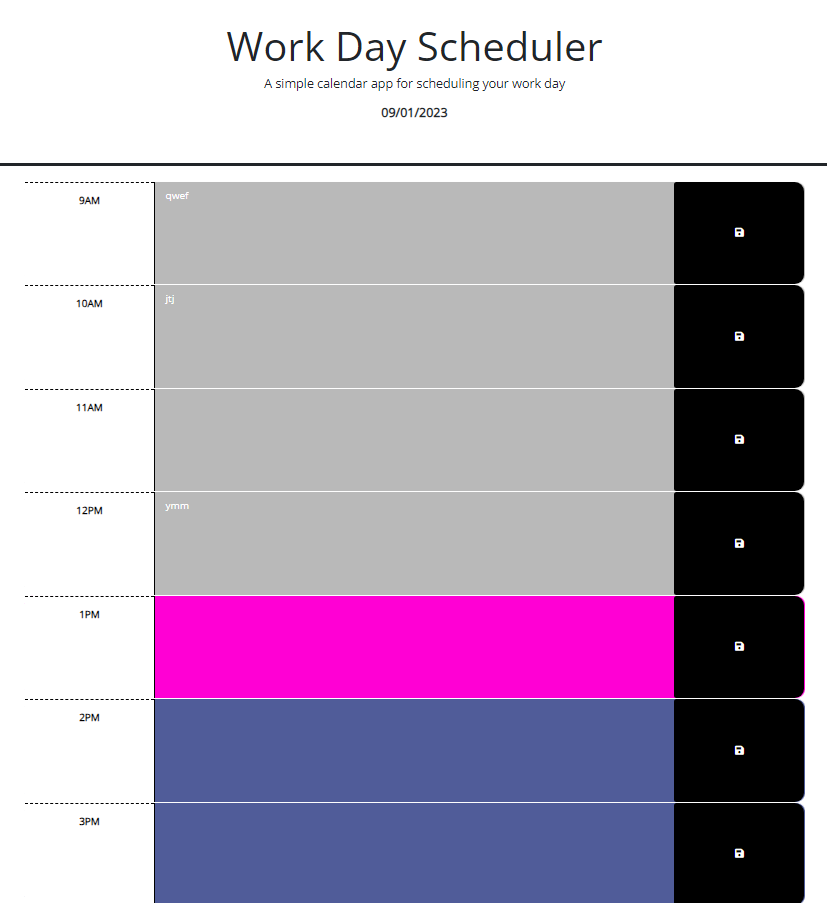 Work Day Scheduler
A simple calendar app for scheduling your work day
09/01/2023
9AM
qwef
10AM
jtj
11AM
12PM
ymm
1PM
2PM
3PM